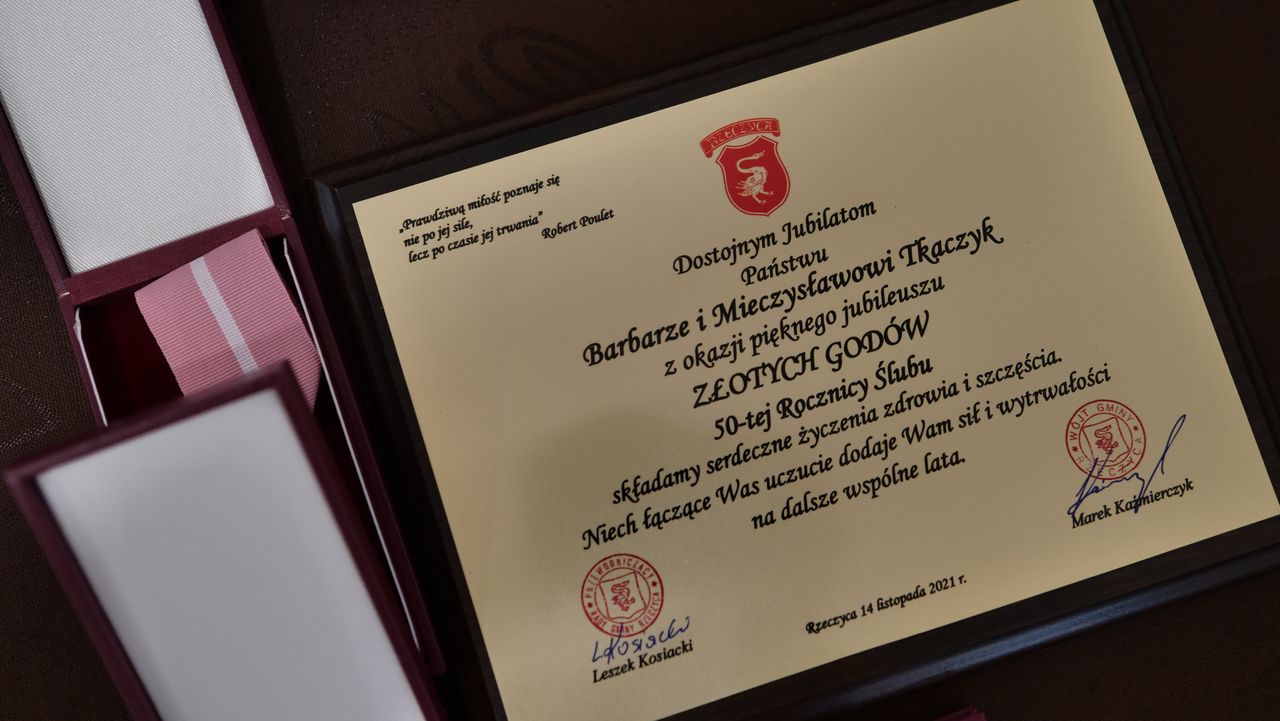 RZECZYCA
„Prawdziwą miłość poznaje się
nie po jej sile,
lecz po czasie jej trwania”
Robert Poulet
Dostojnym Jubilatom
Państwu
Barbarze i Mieczysławowi Tkaczyk
z okazji pięknego jubileuszu
ZŁOTYCH GODÓW
50-tej Rocznicy Ślubu
składamy serdeczne życzenia zdrowia i szczęścia.
Niech łączące Was uczucie dodaje Wam sił i wytrwałości
na dalsze wspólne lata.
WÓJT GMINY
RZECZYCA
Marek Kaźmierczyk
PRZEWODNICZĄCY
RADY GMINY RZECZYCA
LKosiacki
Leszek Kosiacki
Rzeczyca 14 listopada 2021 r.